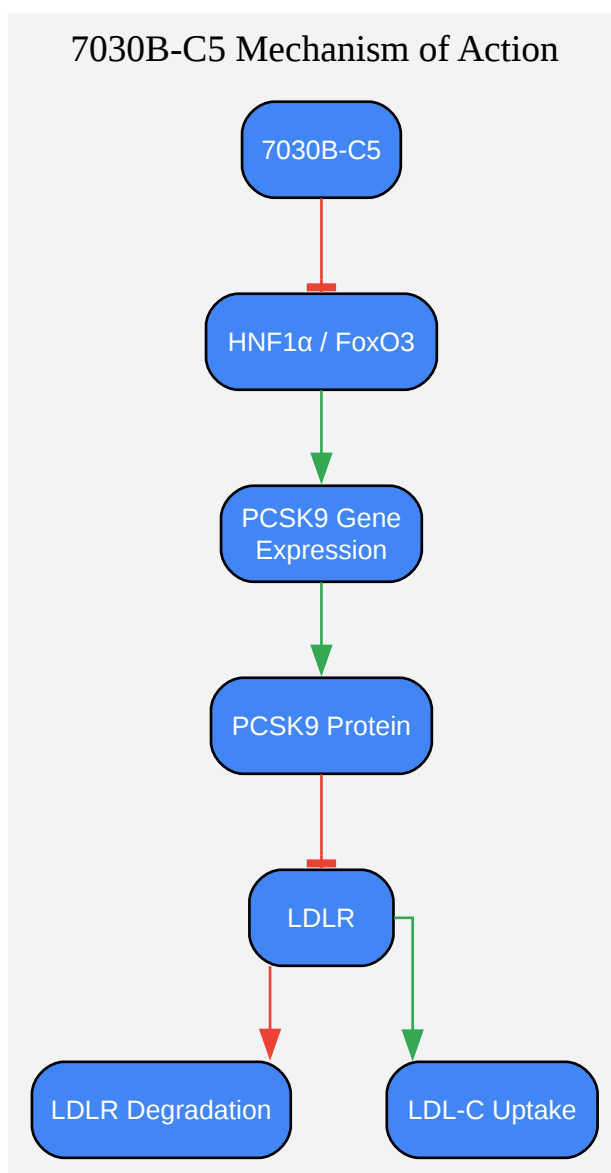 7030B-C5 Mechanism of Action
7030B-C5
HNF1α / FoxO3
PCSK9 Gene
Expression
PCSK9 Protein
LDLR
LDLR Degradation
LDL-C Uptake